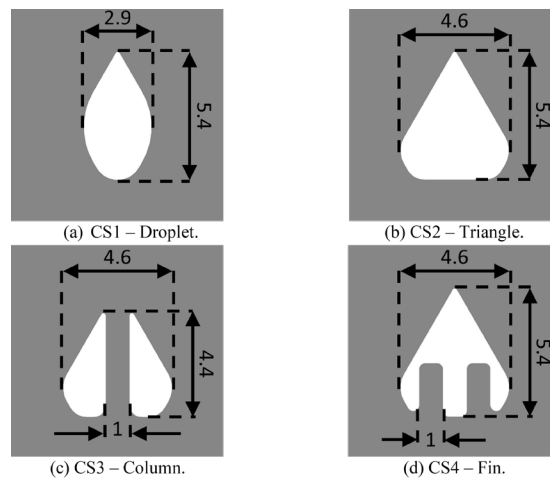 2.9
5.4
(a) CS1 – Droplet.
4.6
5.4
(b) CS2 – Triangle.
4.6
4.4
1
(c) CS3 – Column.
4.6
5.4
1
(d) CS4 – Fin.